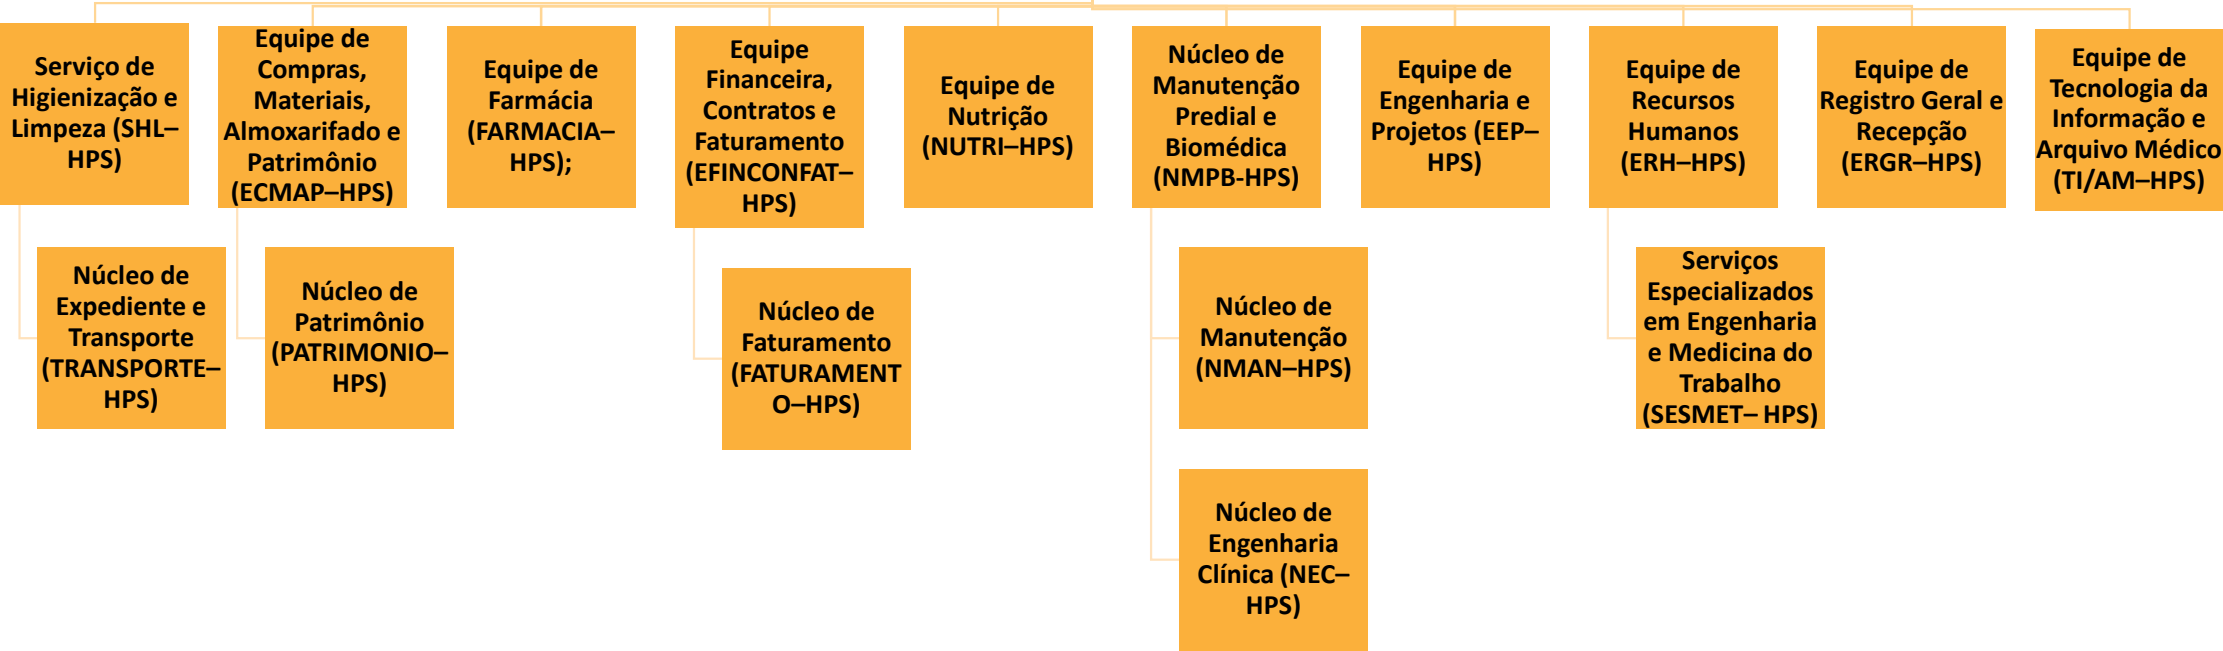 Serviço de
Higienização e
Limpeza (SHL–
HPS)
Equipe de
Compras,
Materiais,
Almoxarifado e
Patrimônio
(ECMAP–HPS)
Equipe de
Farmácia
(FARMACIA–
HPS);
Equipe
Financeira,
Contratos e
Faturamento
(EFINCONFAT–
HPS)
Equipe de
Nutrição
(NUTRI–HPS)
Núcleo de
Manutenção
Predial e
Biomédica
(NMPB-HPS)
Equipe de
Engenharia e
Projetos (EEP–
HPS)
Equipe de
Recursos
Humanos
(ERH–HPS)
Equipe de
Registro Geral e
Recepção
(ERGR–HPS)
Equipe de
Tecnologia da
Informação e
Arquivo Médico
(TI/AM–HPS)
Núcleo de
Expediente e
Transporte
(TRANSPORTE–
HPS)
Núcleo de
Patrimônio
(PATRIMONIO–
HPS)
Núcleo de
Faturamento
(FATURAMENT
O–HPS)
Núcleo de
Manutenção
(NMAN–HPS)
Serviços
Especializados
em Engenharia
e Medicina do
Trabalho
(SESMET– HPS)
Núcleo de
Engenharia
Clínica (NEC–
HPS)